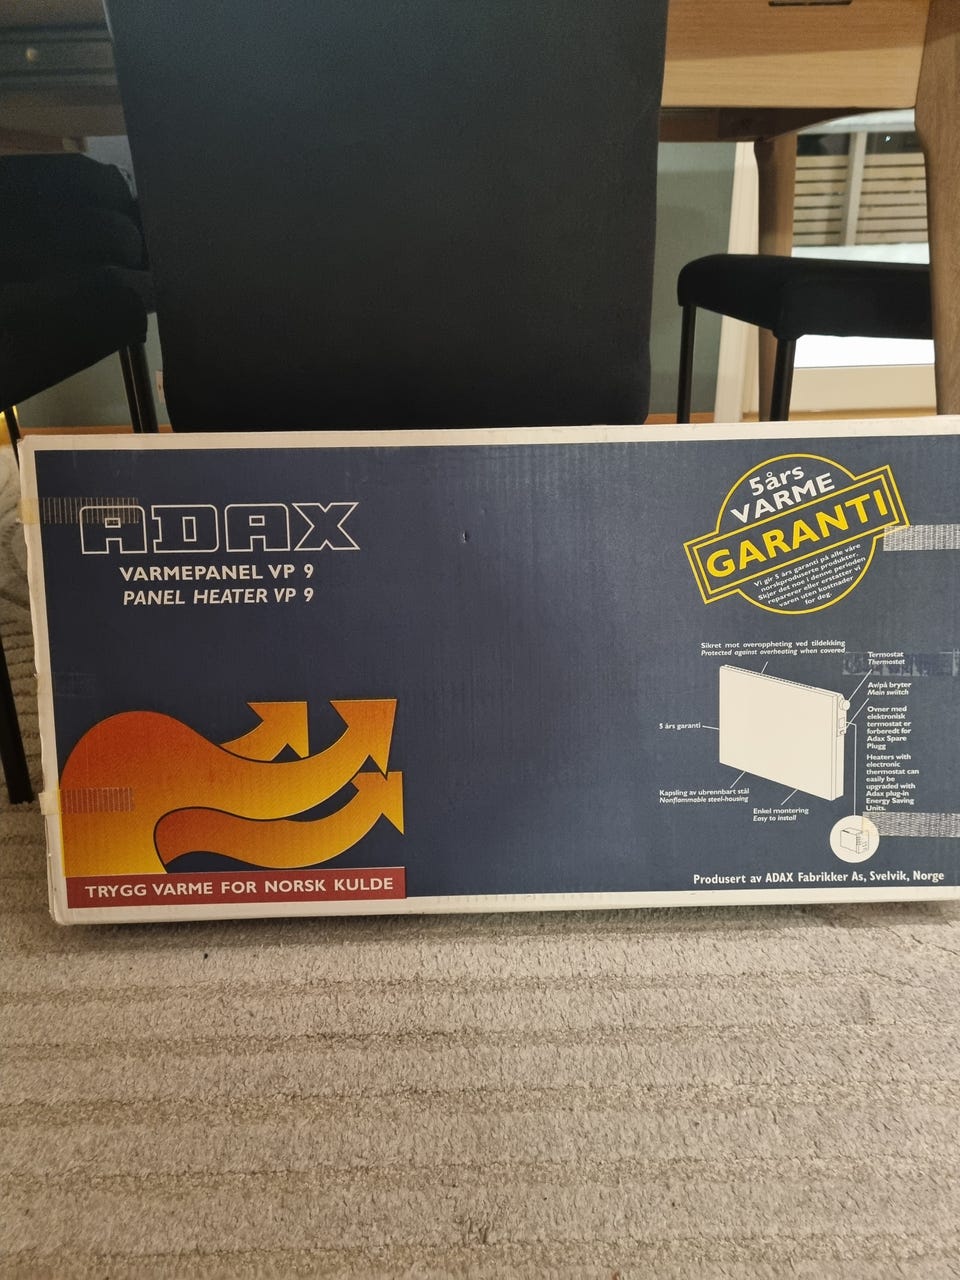 ADAX
VARMEPANEL VP 9
PANEL HEATER VP 9
5 års
VARME
GARANTI
Vi gir 5 års garanti på alle våre
norskproduserte produkter.
Skjer det noe i denne perioden
reparerer eller erstatter vi
varen uten kostnader
for deg.
Sikret mot overoppheting ved tildekking
Protected against overheating when covered
Termostat
Thermostat
Av/på bryter
Main switch
5 års garanti
Ovner med
elektronisk
termostat er
forberedt for
Adax Spare
Plugg
Heaters with
electronic
thermostat can
easily be
upgraded with
Adax plug-in
Energy Saving
Units.
Kapsling av ubrennbart stål
Nonflammable steel-housing
Enkel montering
Easy to install
TRYGG VARME FOR NORSK KULDE
Produsert av ADAX Fabrikker As, Svelvik, Norge